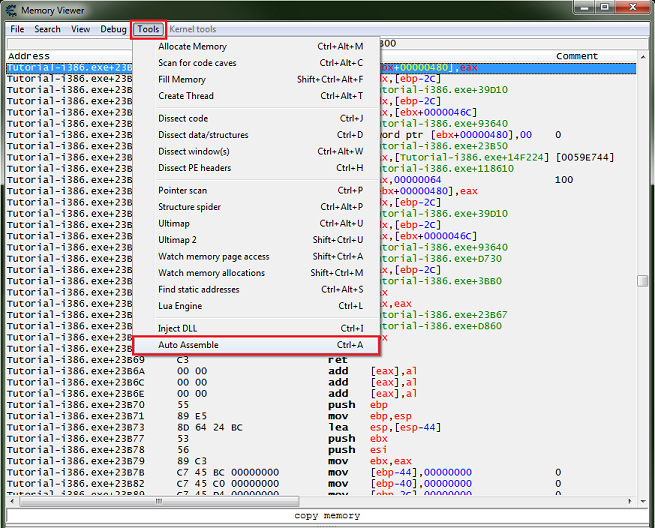 Memory Viewer
File Search View Debug Tools Kernel tools
B00
Address Comment
Allocate Memory Ctrl+Alt+M
Scan for code caves Ctrl+Alt+C
Fill Memory Shift+Ctrl+Alt+F
Create Thread Ctrl+Alt+T
Dissect code Ctrl+J
Dissect data/structures Ctrl+D
Dissect window(s) Ctrl+Alt+W
Dissect PE headers Ctrl+H
Pointer scan Ctrl+P
Structure spider Ctrl+Alt+P
Ultimap Ctrl+Alt+U
Ultimap 2 Shift+Ctrl+U
Watch memory page access Shift+Ctrl+A
Watch memory allocations Shift+Ctrl+M
Find static addresses Ctrl+Alt+S
Lua Engine Ctrl+L
Inject DLL Ctrl+I
Auto Assemble Ctrl+A
Tutorial-i386.exe+23B bx+00000480],eax
Tutorial-i386.exe+23B x,[ebp-2C]
Tutorial-i386.exe+23B utorial-i386.exe+39D10
Tutorial-i386.exe+23B x,[ebp-2C]
Tutorial-i386.exe+23B x,[ebx+0000046C]
Tutorial-i386.exe+23B utorial-i386.exe+93640
Tutorial-i386.exe+23B word ptr [ebx+00000480],00 0
Tutorial-i386.exe+23B utorial-i386.exe+23B50
Tutorial-i386.exe+23B ax,[Tutorial-i386.exe+14F224] [0059E744]
Tutorial-i386.exe+23B utorial-i386.exe+118610
Tutorial-i386.exe+23B ax,00000064 100
Tutorial-i386.exe+23B ebx+00000480],eax
Tutorial-i386.exe+23B x,[ebp-2C]
Tutorial-i386.exe+23B utorial-i386.exe+39D10
Tutorial-i386.exe+23B x,[ebp-2C]
Tutorial-i386.exe+23B x,[ebx+0000046C]
Tutorial-i386.exe+23B utorial-i386.exe+93640
Tutorial-i386.exe+23B utorial-i386.exe+D730
Tutorial-i386.exe+23B x,[ebp-2C]
Tutorial-i386.exe+23B utorial-i386.exe+3BB0
Tutorial-i386.exe+23B ax
Tutorial-i386.exe+23B ax,eax
Tutorial-i386.exe+23B utorial-i386.exe+23B67
Tutorial-i386.exe+23B utorial-i386.exe+D860
Tutorial-i386.exe+23B
Tutorial-i386.exe+23B
Tutorial-i386.exe+23B69 C3 ret
Tutorial-i386.exe+23B6A 00 00 add [eax],al
Tutorial-i386.exe+23B6C 00 00 add [eax],al
Tutorial-i386.exe+23B6E 00 00 add [eax],al
Tutorial-i386.exe+23B70 55 push ebp
Tutorial-i386.exe+23B71 89 E5 mov ebp,esp
Tutorial-i386.exe+23B73 8D 64 24 BC lea esp,[esp-44]
Tutorial-i386.exe+23B77 53 push ebx
Tutorial-i386.exe+23B78 56 push esi
Tutorial-i386.exe+23B79 89 C3 mov ebx,eax
Tutorial-i386.exe+23B7B C7 45 BC 00000000 mov [ebp-44],00000000 0
Tutorial-i386.exe+23B82 C7 45 C0 00000000 mov [ebp-40],00000000 0
Tutorial-i386.exe+23B89 C7 45 D4 00000000 mov [ebp-2C],00000000 0
copy memory